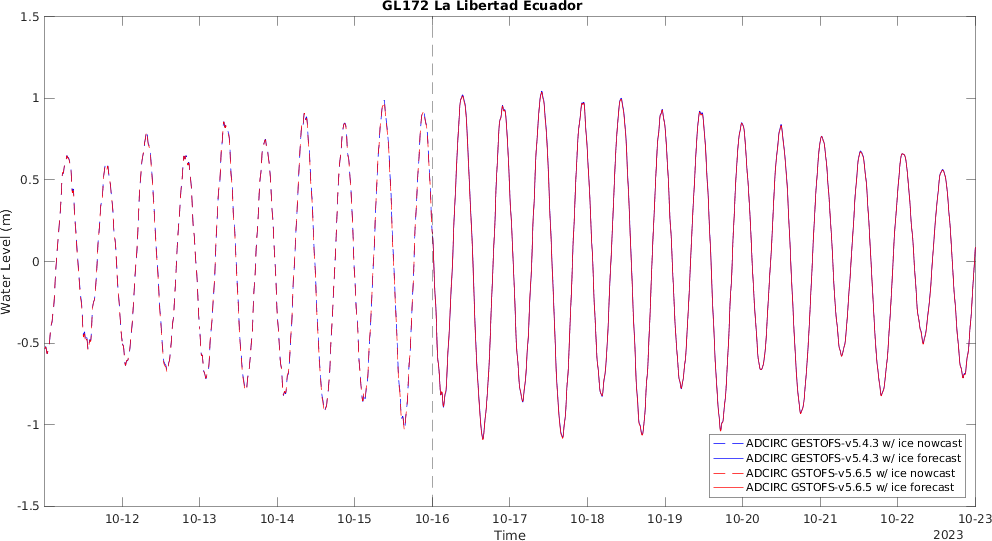 GL172 La Libertad Ecuador
1.5
1
0.5
0
-0.5
-1
-1.5
Water Level (m)
ADCIRC GESTOFS-v5.4.3 w/ ice nowcast
ADCIRC GESTOFS-v5.4.3 w/ ice forecast
ADCIRC GSTOFS-v5.6.5 w/ ice nowcast
ADCIRC GSTOFS-v5.6.5 w/ ice forecast
10-12 10-13 10-14 10-15 10-16 10-17 10-18 10-19 10-20 10-21 10-22 10-23
Time
2023